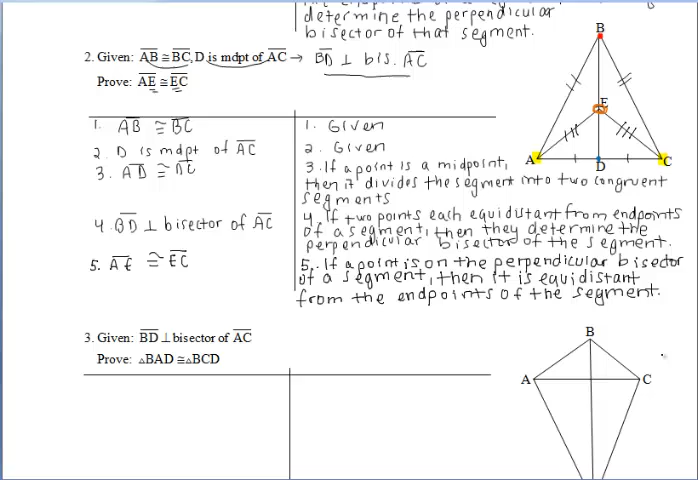 determine the perpendicular
bisector of that segment.
2. Given: AB ≅ BC, D is mdpt of AC → BD ⊥ bis. AC
Prove: AE ≅ EC
1. AB ≅ BC
1. Given
2. D is mdpt of AC
2. Given
3. AD ≅ DC
3. If a point is a midpoint,
then it divides the segment into two congruent
segments
4. BD ⊥ bisector of AC
4. If two points each equidistant from endpoints
of a segment, then they determine the
perpendicular bisector of the segment.
5. AE ≅ EC
5. If a point is on the perpendicular bisector
of a segment, then it is equidistant
from the endpoints of the segment.
B
E
A
D
C
3. Given: BD ⊥ bisector of AC
Prove: △BAD ≅ △BCD
B
A
C